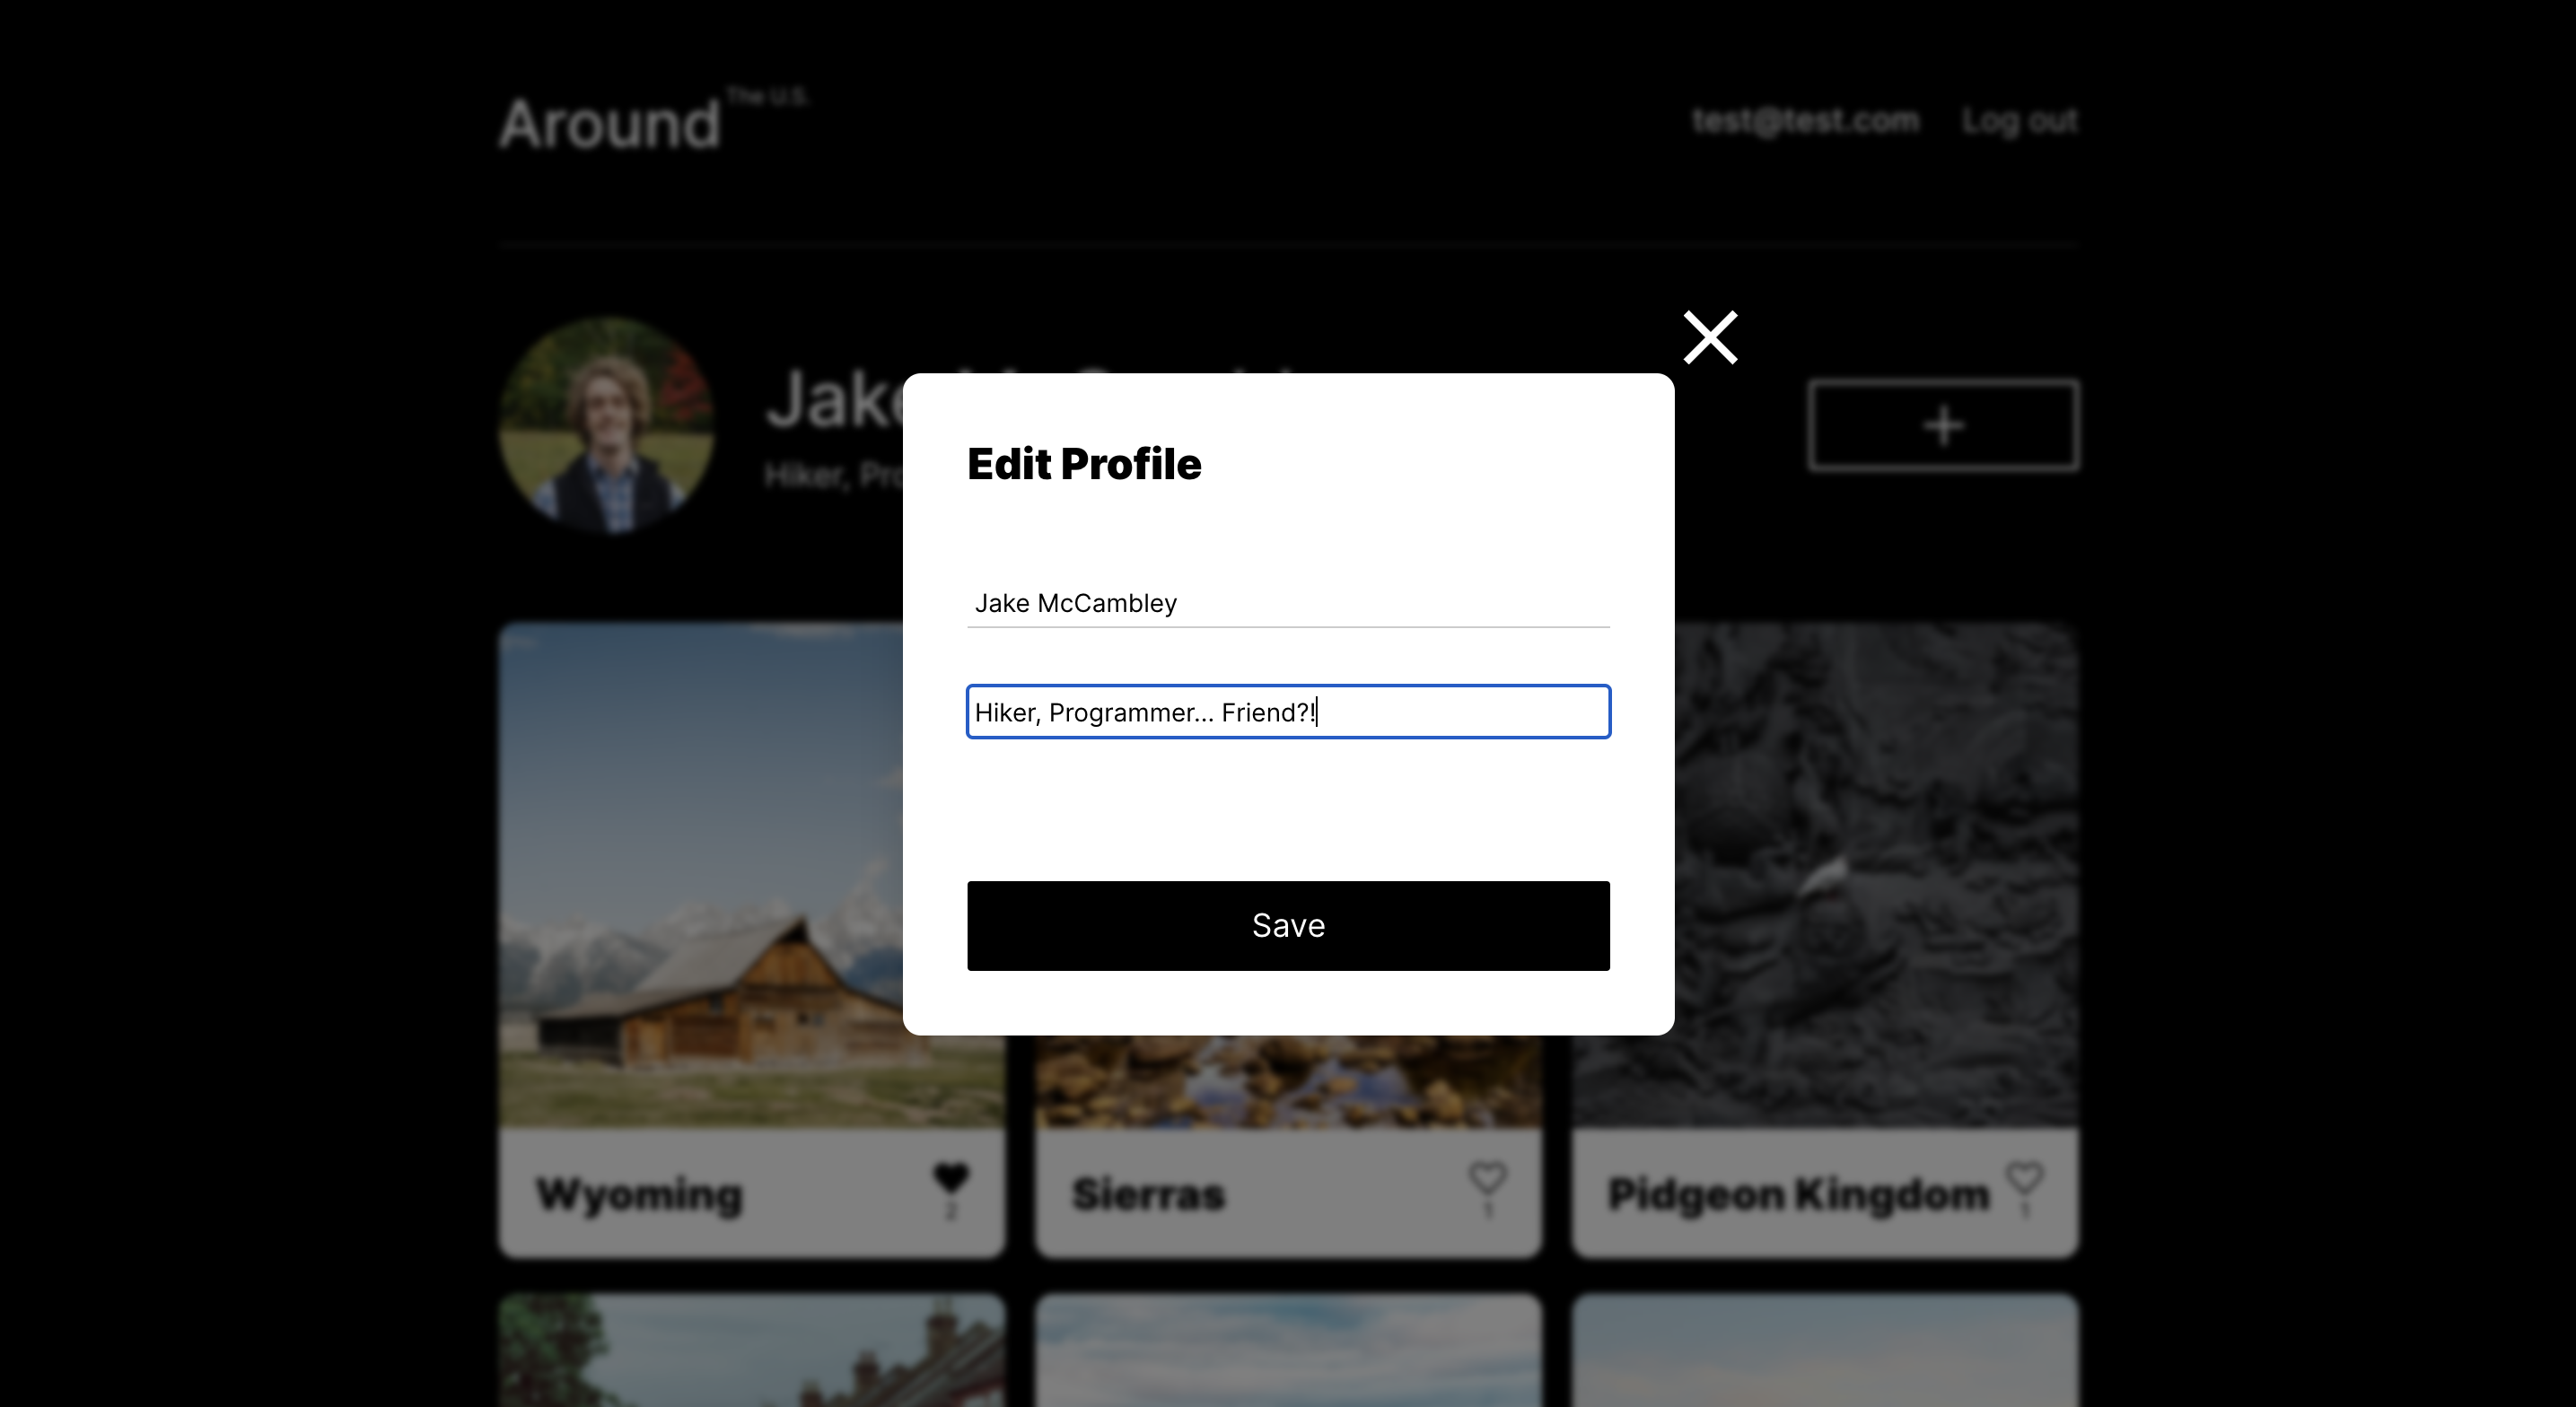 Around The U.S.
test@test.com Log out
Jake
Hiker,
Edit Profile
Jake McCambley
Hiker, Programmer... Friend?!
Save
Wyoming
2
Sierras
1
Pidgeon Kingdom
1